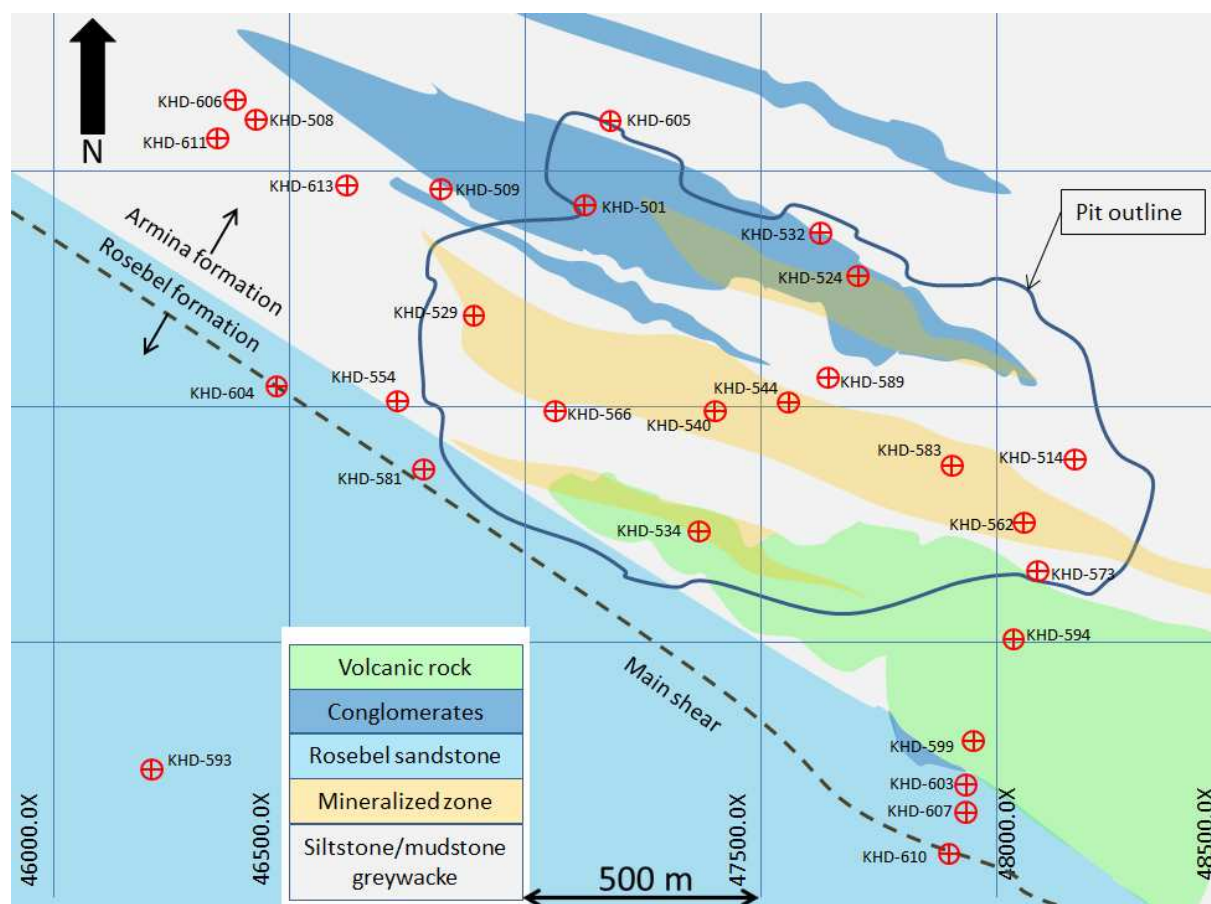 KHD-606
KHD-508
KHD-605
KHD-611
KHD-613
KHD-509
KHD-501
Pit outline
KHD-532
Armina formation
Rosebel formation
KHD-524
KHD-529
KHD-554
KHD-604
KHD-544
KHD-589
KHD-566
KHD-540
KHD-583
KHD-514
KHD-581
KHD-534
KHD-562
KHD-573
KHD-594
Main shear
KHD-599
KHD-593
KHD-603
KHD-607
KHD-610
N
Volcanic rock
Conglomerates
Rosebel sandstone
Mineralized zone
Siltstone/mudstone
greywacke
500 m
46000.0X
46500.0X
47500.0X
48000.0X
48500.0X